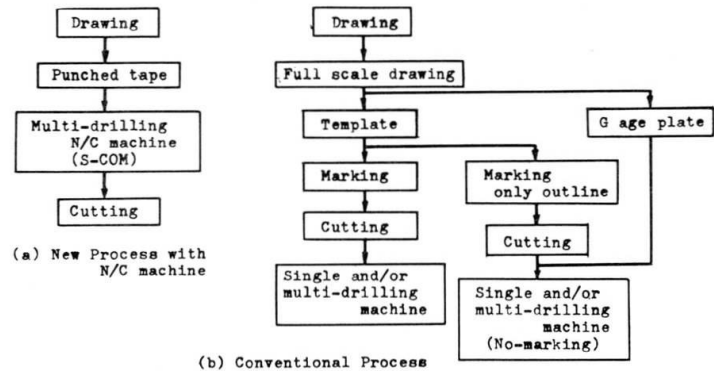 Drawing
Punched tape
Multi-drilling
N/C machine
(S-COM)
Cutting
(a) New Process with
N/C machine
Drawing
Full scale drawing
Template
G age plate
Marking
Marking
only outline
Cutting
Cutting
Single and/or
multi-drilling
machine
Single and/or
multi-drilling
machine
(No-marking)
(b) Conventional Process